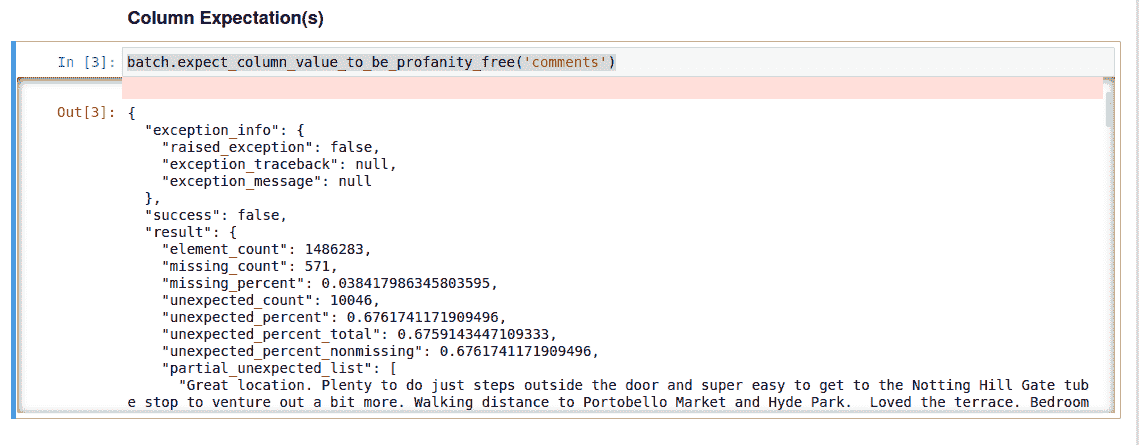 Column Expectation(s)
In [3]: batch.expect_column_value_to_be_profanity_free('comments')
Out[3]: {
"exception_info": {
"raised_exception": false,
"exception_traceback": null,
"exception_message": null
},
"success": false,
"result": {
"element_count": 1486283,
"missing_count": 571,
"missing_percent": 0.038417986345803595,
"unexpected_count": 10046,
"unexpected_percent": 0.6761741171909496,
"unexpected_percent_total": 0.6759143447109333,
"unexpected_percent_nonmissing": 0.6761741171909496,
"partial_unexpected_list": [
"Great location. Plenty to do just steps outside the door and super easy to get to the Notting Hill Gate tub
e stop to venture out a bit more. Walking distance to Portobello Market and Hyde Park.  Loved the terrace. Bedroom